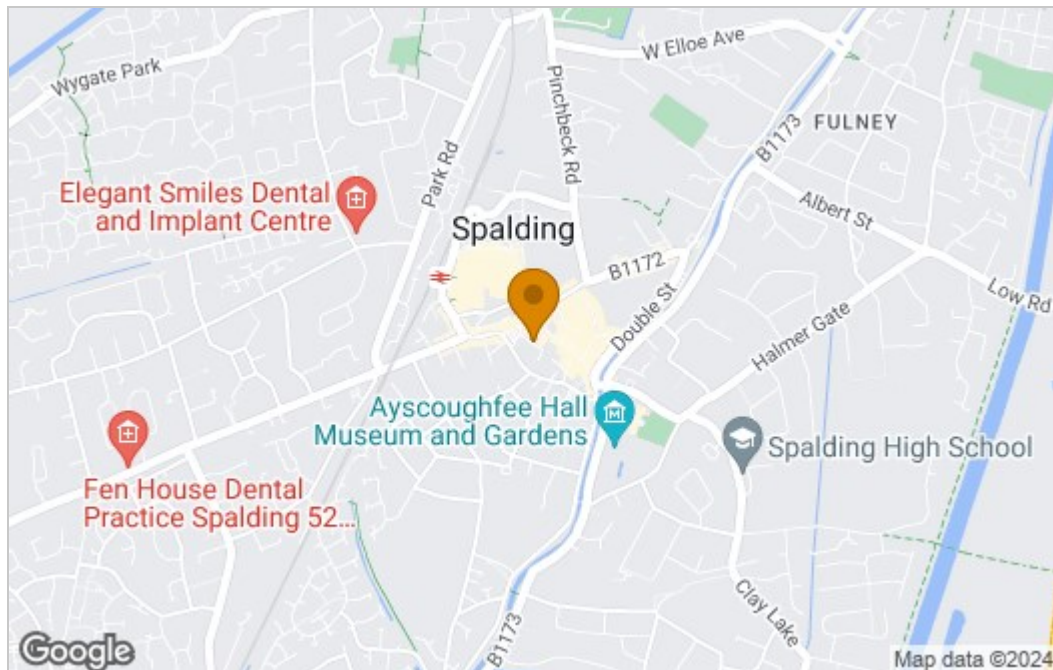 W Elloe Ave
Wygate Park
Pinchbeck Rd
B1173
FULNEY
Park Rd
Elegant Smiles Dental
and Implant Centre
Albert St
Spalding
B1172
Low Rd
Double St
Halmer Gate
Ayscoughfee Hall
Museum and Gardens
M
Spalding High School
Fen House Dental
Practice Spalding 52...
Clay Lake
B1173
Google
Map data ©2024